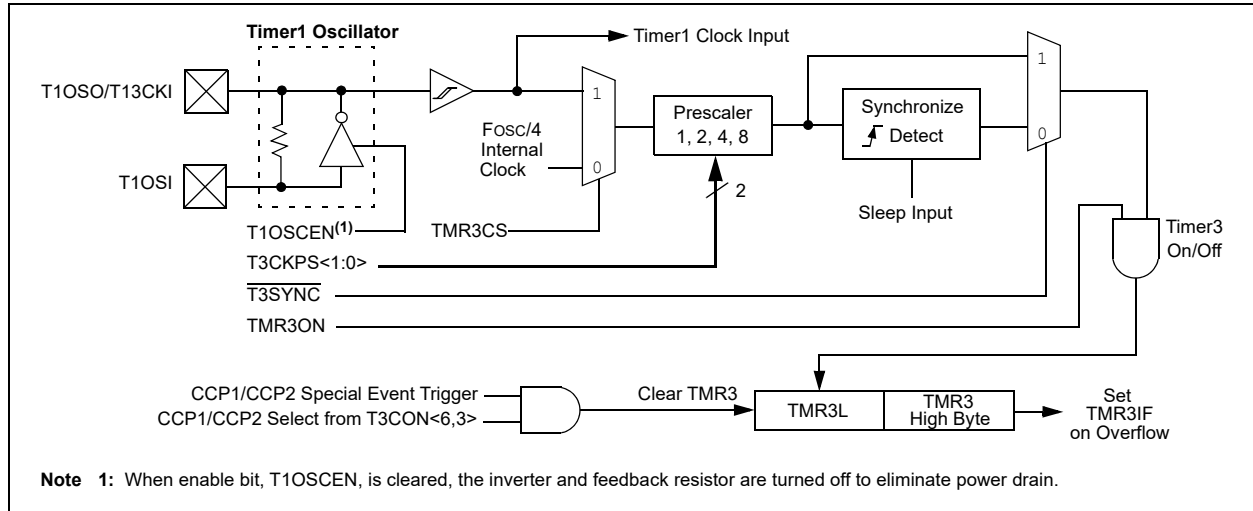 Timer1 Oscillator
Timer1 Clock Input
T1OSO/T13CKI
T1OSI
1
0
FOSC/4
Internal
Clock
Prescaler
1, 2, 4, 8
2
Synchronize
Detect
Sleep Input
1
0
T1OSCEN(1)
TMR3CS
T3CKPS<1:0>
T3SYNC
TMR3ON
Timer3
On/Off
CCP1/CCP2 Special Event Trigger
CCP1/CCP2 Select from T3CON<6,3>
Clear TMR3
TMR3L
TMR3
High Byte
Set
TMR3IF
on Overflow
Note 1: When enable bit, T1OSCEN, is cleared, the inverter and feedback resistor are turned off to eliminate power drain.